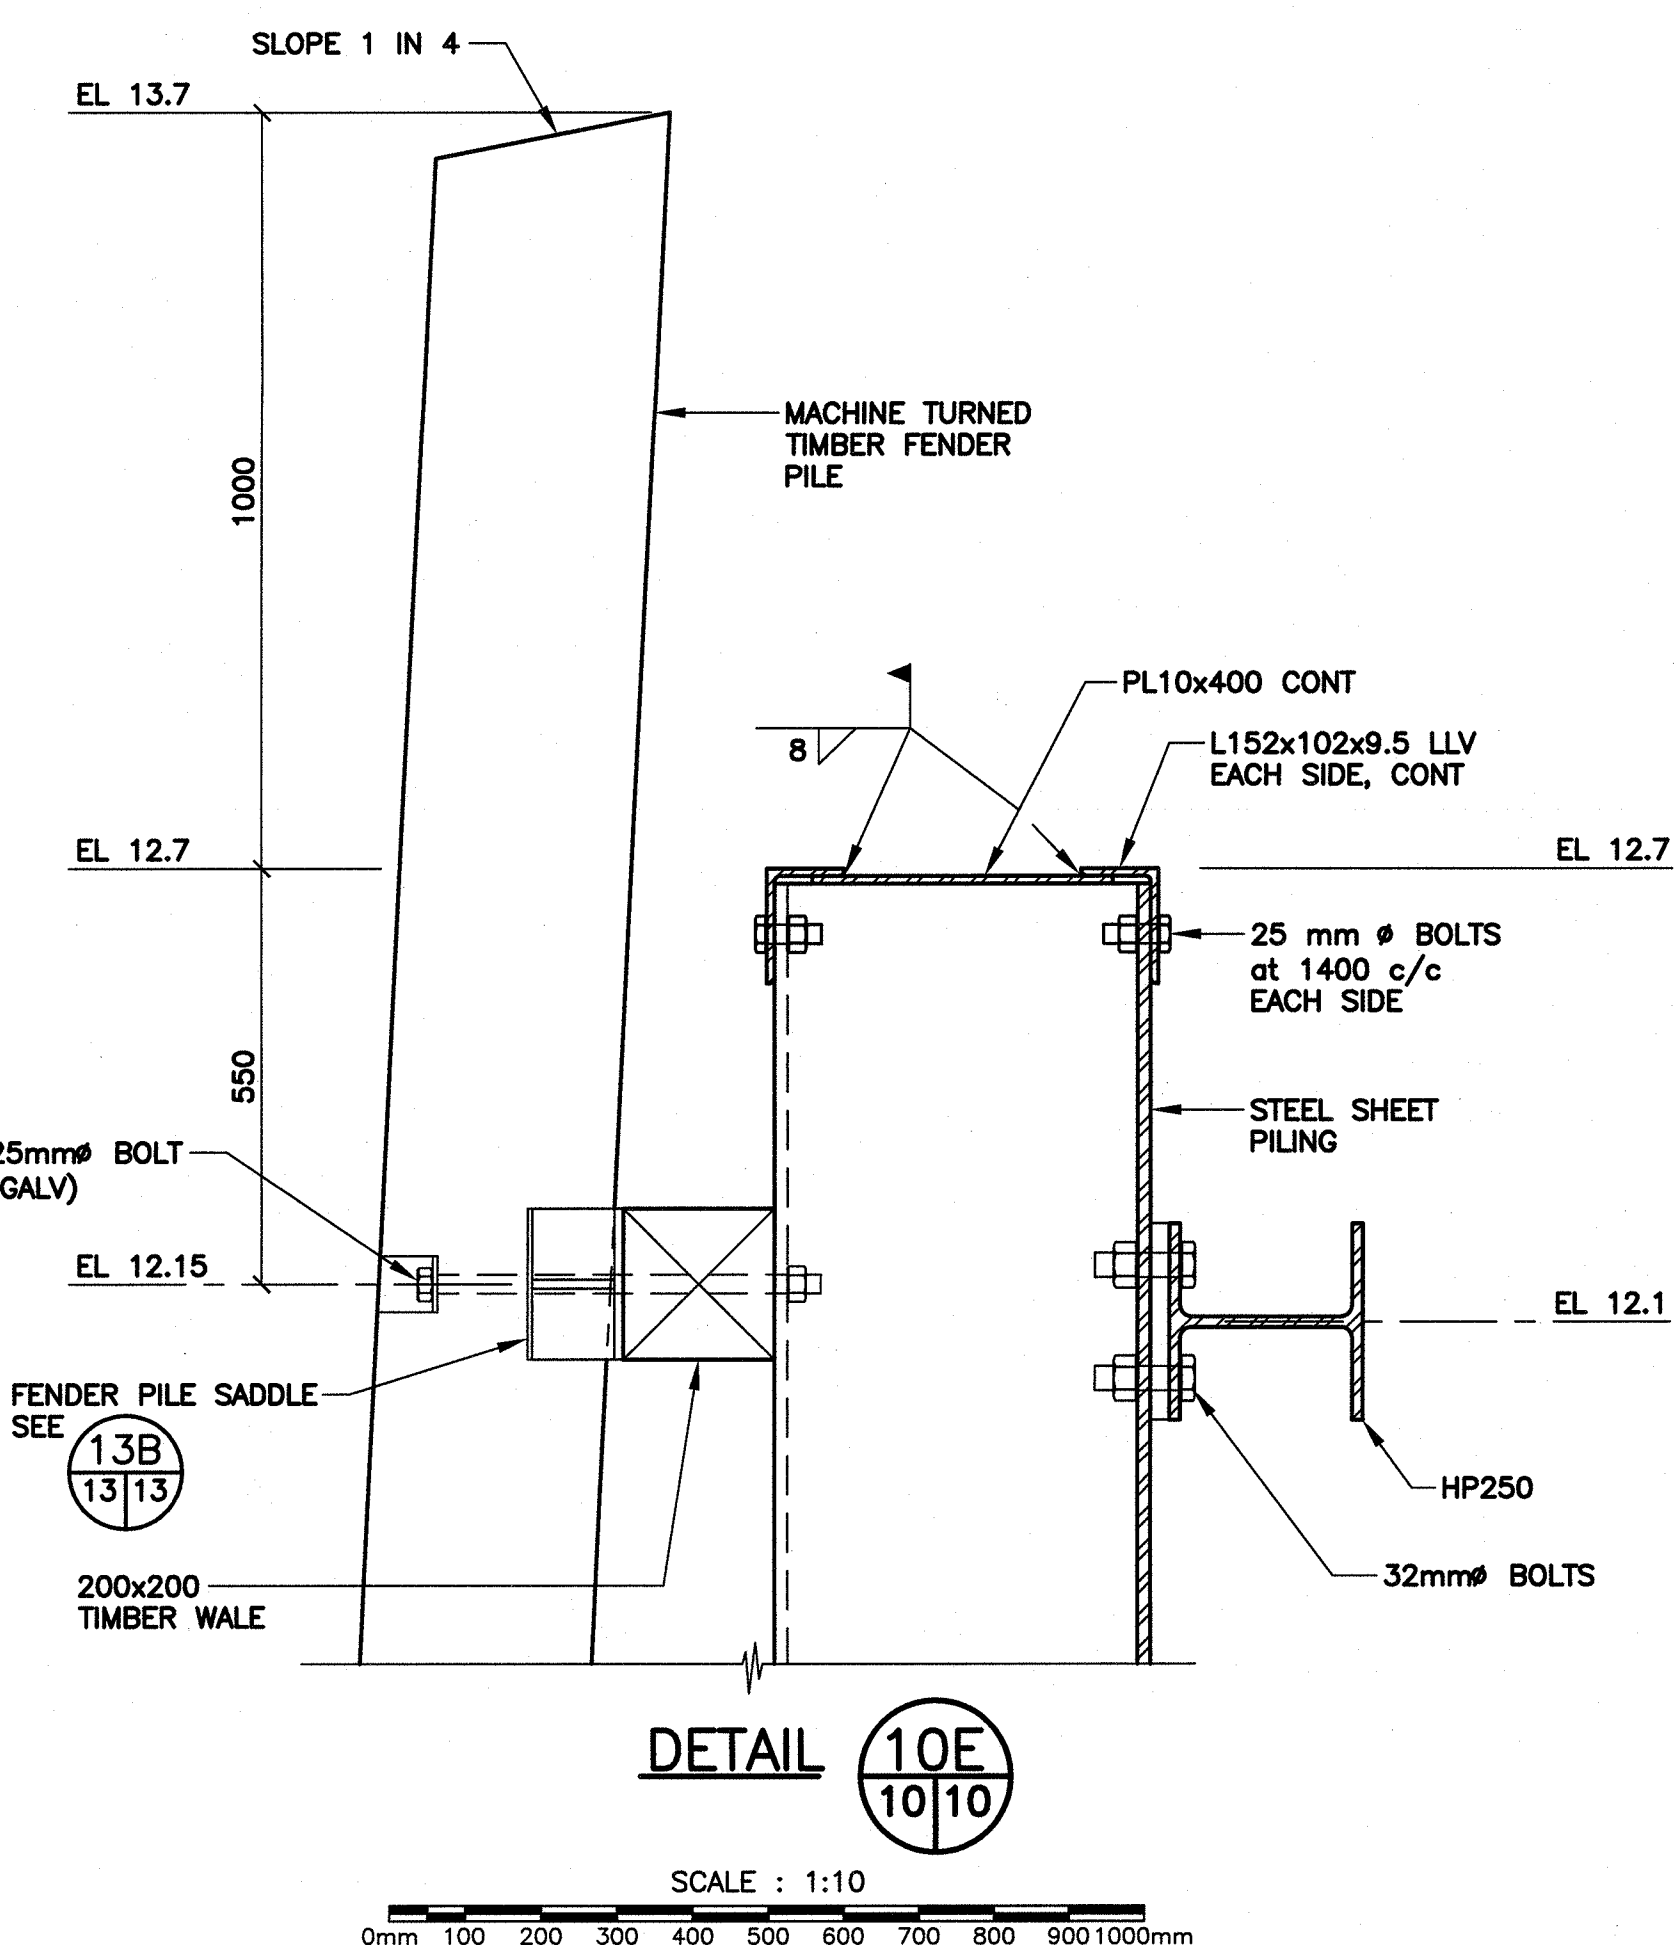 SLOPE 1 IN 4
EL 13.7
1000
MACHINE TURNED
TIMBER FENDER
PILE
PL10x400 CONT
8
L152x102x9.5 LLV
EACH SIDE, CONT
EL 12.7
EL 12.7
25 mm ø BOLTS
at 1400 c/c
EACH SIDE
550
STEEL SHEET
PILING
25mmø BOLT
GALV)
EL 12.15
EL 12.1
FENDER PILE SADDLE
SEE
13B
13 13
HP250
200x200
TIMBER WALE
32mmø BOLTS
DETAIL
10E
10 10
SCALE : 1:10
0mm 100 200 300 400 500 600 700 800 900 1000mm